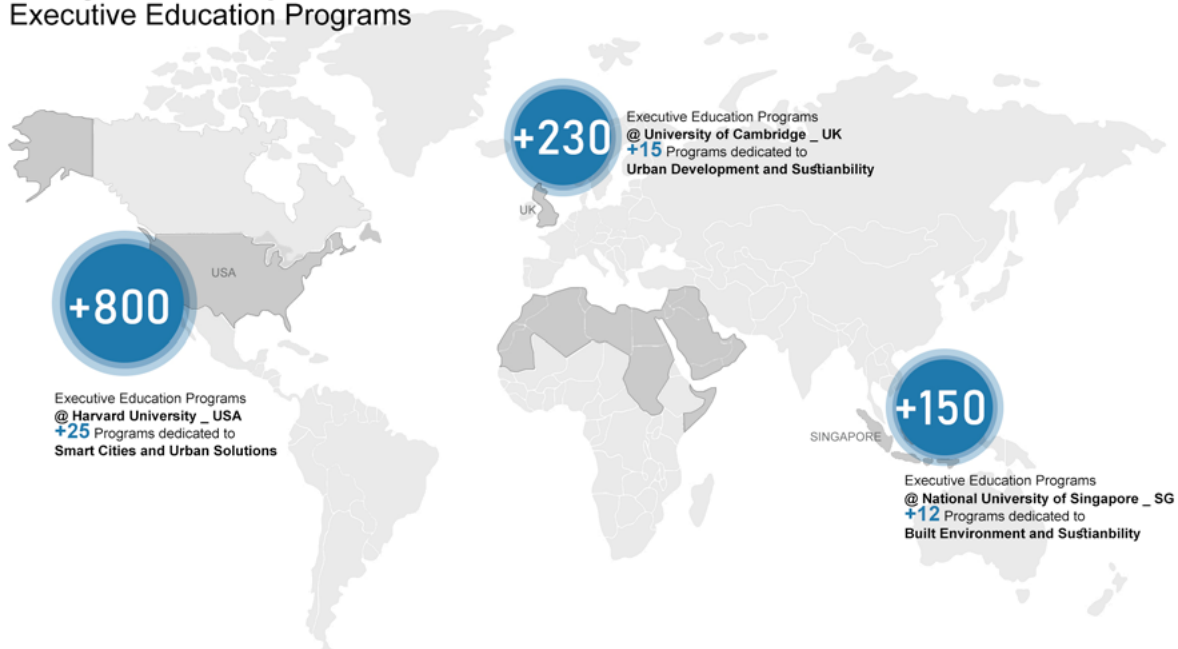 Executive Education Programs
+230
Executive Education Programs
@ University of Cambridge _ UK
+15 Programs dedicated to
Urban Development and Sustianbility
UK
USA
+800
Executive Education Programs
@ Harvard University _ USA
+25 Programs dedicated to
Smart Cities and Urban Solutions
+150
SINGAPORE
Executive Education Programs
@ National University of Singapore _ SG
+12 Programs dedicated to
Built Environment and Sustianbility